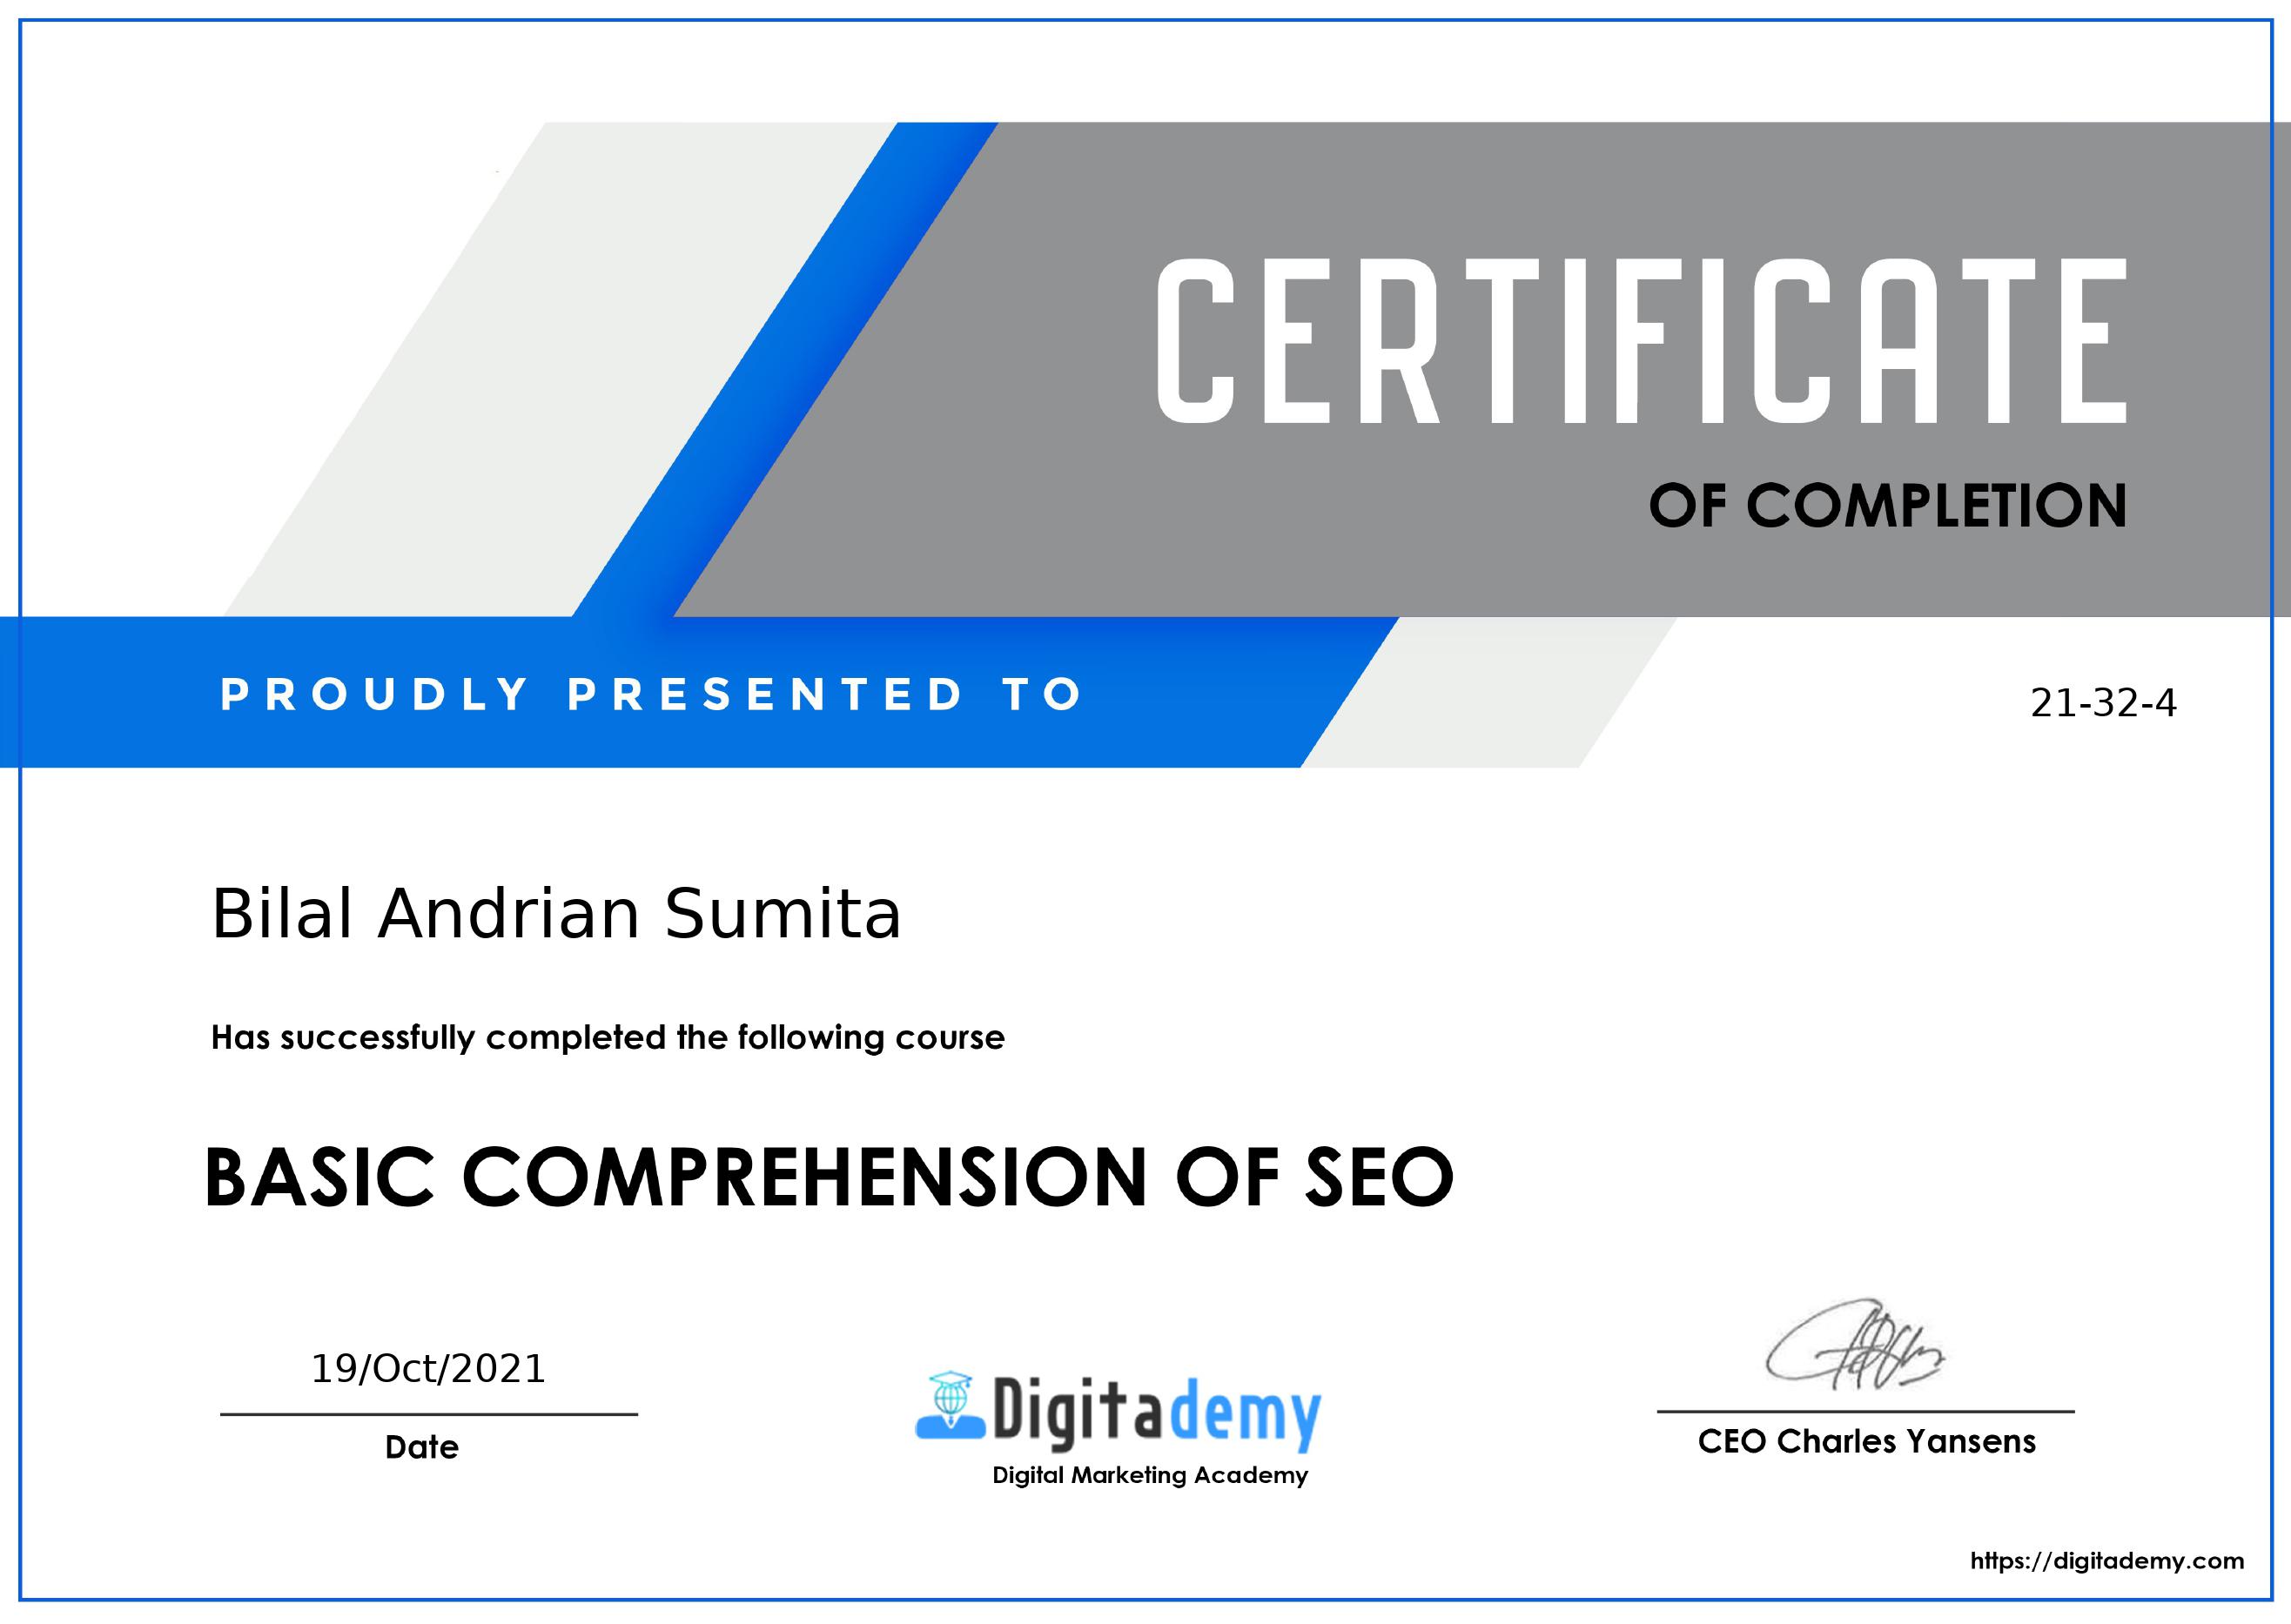 CERTIFICATE
OF COMPLETION
PROUDLY PRESENTED TO
21-32-4
Bilal Andrian Sumita
Has successfully completed the following course
BASIC COMPREHENSION OF SEO
19/Oct/2021
Date
Digitademy
Digital Marketing Academy
CEO Charles Yansens
https://digitademy.com